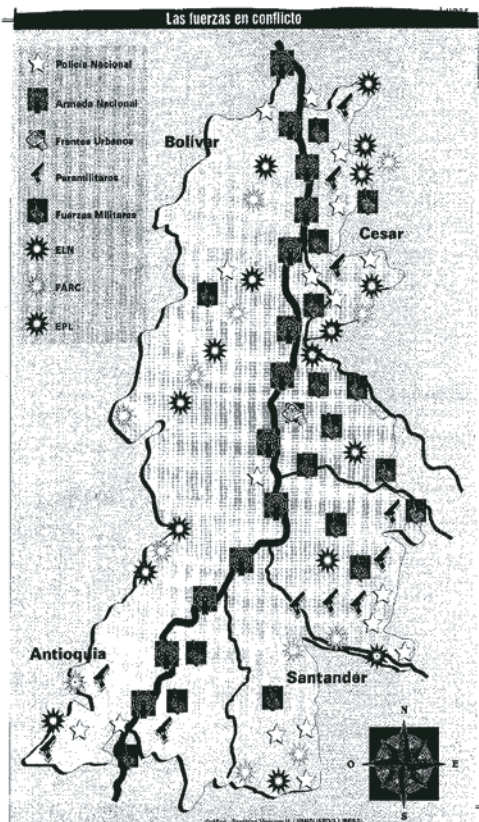 Las fuerzas en conflicto
Policía Nacional
Armada Nacional
Frentes Urbanos
Paramilitares
Fuerzas Militares
ELN
FARC
EPL
Bolívar
Cesar
Antioquia
Santander
N
O
E
S